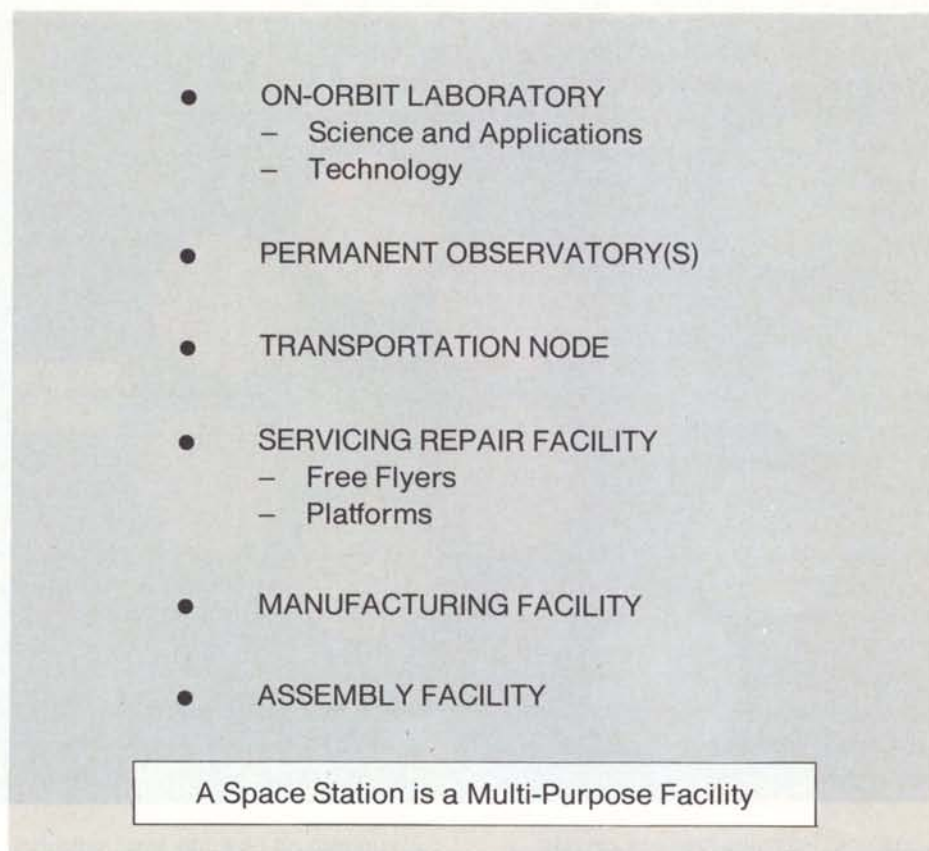 ● ON-ORBIT LABORATORY
– Science and Applications
– Technology
● PERMANENT OBSERVATORY(S)
● TRANSPORTATION NODE
● SERVICING REPAIR FACILITY
– Free Flyers
– Platforms
● MANUFACTURING FACILITY
● ASSEMBLY FACILITY
A Space Station is a Multi-Purpose Facility